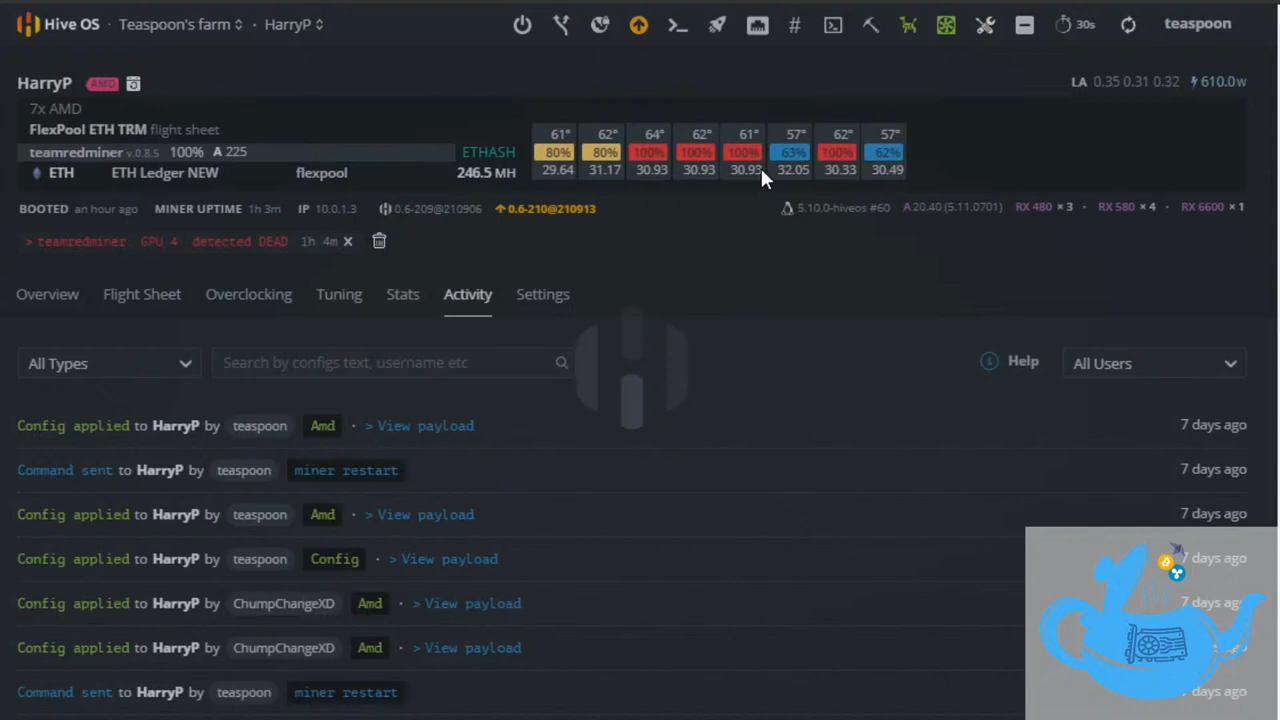 Hive OS Teaspoon's farm HarryP # 30s teaspoon
HarryP AMD LA 0.35 0.31 0.32 610.0 w
7x AMD
FlexPool ETH TRM flight sheet 61° 62° 64° 62° 61° 57° 62° 57°
teamredminer v.0.8.5 100% A 225 ETHASH 80% 80% 100% 100% 100% 63% 100% 62%
ETH ETH Ledger NEW flexpool 246.5 MH 29.64 31.17 30.93 30.93 30.93 32.05 30.33 30.49
BOOTED an hour ago MINER UPTIME 1h 3m IP 10.0.1.3 0.6-209@210906 0.6-210@210913 5.10.0-hiveos #60 A 20.40 (5.11.0701) RX 480 × 3 · RX 580 × 4 · RX 6600 × 1
> teamredminer: GPU 4: detected DEAD 1h 4m X
Overview Flight Sheet Overclocking Tuning Stats Activity Settings
All Types Search by configs text, username etc Help All Users
Config applied to HarryP by teaspoon Amd · > View payload 7 days ago
Command sent to HarryP by teaspoon miner restart 7 days ago
Config applied to HarryP by teaspoon Amd · > View payload 7 days ago
Config applied to HarryP by teaspoon Config · > View payload 7 days ago
Config applied to HarryP by ChumpChangeXD Amd · > View payload 7 days ago
Config applied to HarryP by ChumpChangeXD Amd · > View payload
Command sent to HarryP by teaspoon miner restart 7 days ago